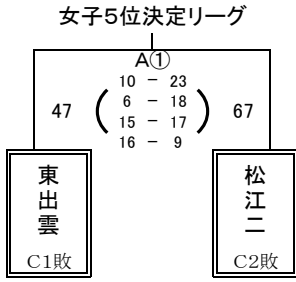 女子5位決定リーグ
A①
10 － 23
6 － 18
15 － 17
16 － 9
47 ( ) 67
東出雲
C1敗
松江二
C2敗